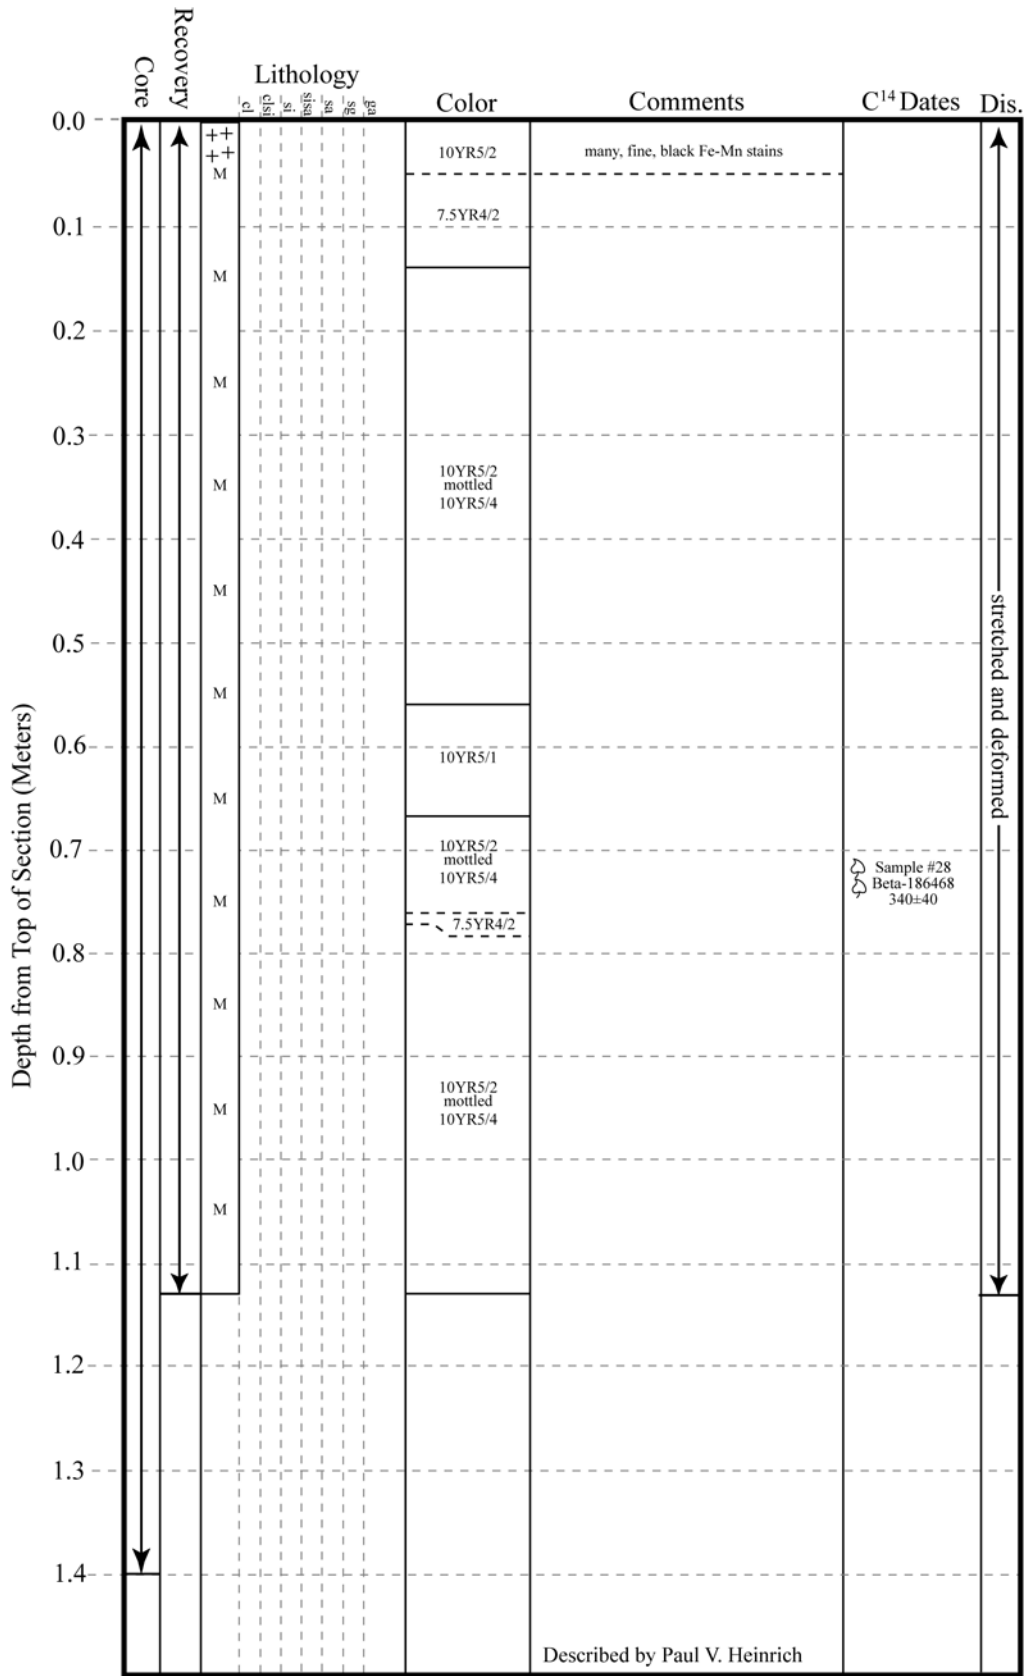 Core
Recovery
Lithology
cl
clsi
si
sisa
sa
sg
ga
Color
Comments
C¹⁴ Dates
Dis.
0.0
++
++
10YR5/2
many, fine, black Fe-Mn stains
M
7.5YR4/2
0.1
M
0.2
M
0.3
10YR5/2
mottled
10YR5/4
M
0.4
M
0.5
M
stretched and deformed
Depth from Top of Section (Meters)
0.6
10YR5/1
M
0.7
10YR5/2
mottled
10YR5/4
Sample #28
Beta-186468
340±40
M
7.5YR4/2
0.8
M
0.9
10YR5/2
mottled
10YR5/4
M
1.0
M
1.1
1.2
1.3
1.4
Described by Paul V. Heinrich